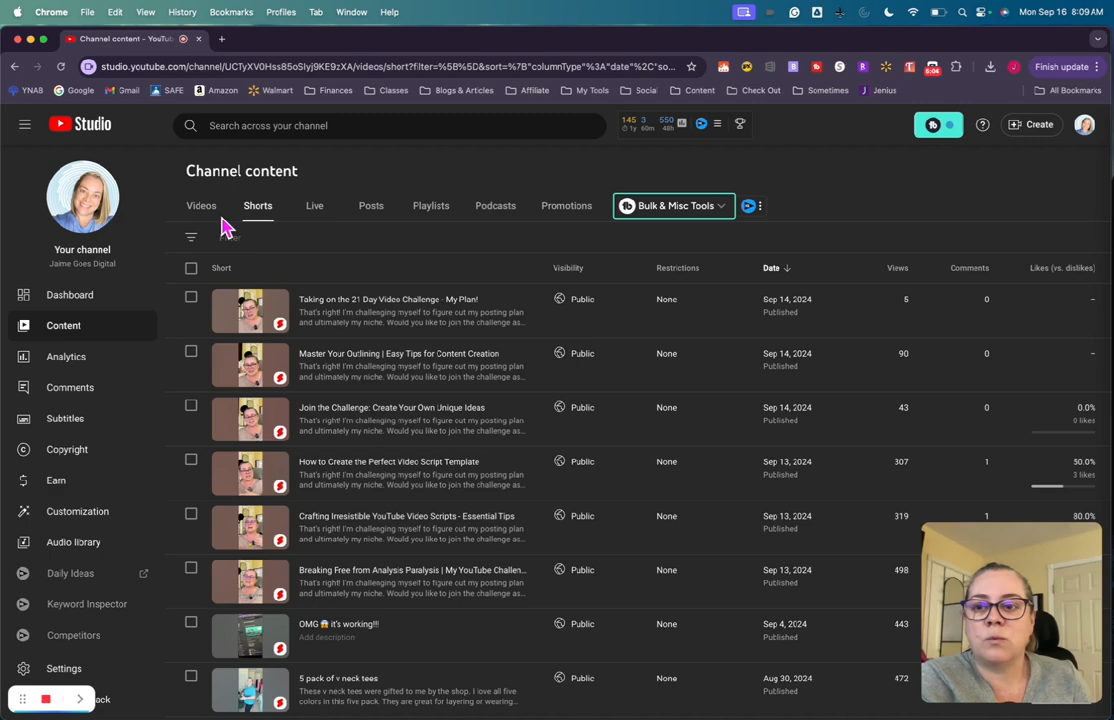 Chrome File Edit View History Bookmarks Profiles Tab Window Help Mon Sep 16 8:09 AM
Channel content - YouTub
studio.youtube.com/channel/UCTyXV0Hss85oSIyj9KE9zXA/videos/short?filter=%5B%5D&sort=%7B"columnType"%3A"date"%2C"so... 5:04 Finish update
YNAB Google Gmail SAFE Amazon Walmart Finances Classes Blogs & Articles Affiliate My Tools Social Content Check Out Sometimes Jenius All Bookmarks
Studio Search across your channel 145 3 550 Create
1y 60m 48h
Channel content
Videos Shorts Live Posts Playlists Podcasts Promotions Bulk & Misc Tools
Your channel
Jaime Goes Digital
Short Visibility Restrictions Date Views Comments Likes (vs. dislikes)
Dashboard
Content
Analytics
Comments
Subtitles
Copyright
Earn
Customization
Audio library
Daily Ideas
Keyword Inspector
Competitors
Settings
Taking on the 21 Day Video Challenge - My Plan! Public None Sep 14, 2024 5 0 –
That's right! I'm challenging myself to figure out my posting plan Published
and ultimately my niche. Would you like to join the challenge as...
Master Your Outlining | Easy Tips for Content Creation Public None Sep 14, 2024 90 0 –
That's right! I'm challenging myself to figure out my posting plan Published
and ultimately my niche. Would you like to join the challenge as...
Join the Challenge: Create Your Own Unique Ideas Public None Sep 14, 2024 43 0 0.0%
That's right! I'm challenging myself to figure out my posting plan Published 0 likes
and ultimately my niche. Would you like to join the challenge as...
How to Create the Perfect Video Script Template Public None Sep 13, 2024 307 1 50.0%
That's right! I'm challenging myself to figure out my posting plan Published 3 likes
and ultimately my niche. Would you like to join the challenge as...
Crafting Irresistible YouTube Video Scripts - Essential Tips Public None Sep 13, 2024 319 1 80.0%
That's right! I'm challenging myself to figure out my posting plan Published
and ultimately my niche. Would you like to join the challenge as...
Breaking Free from Analysis Paralysis | My YouTube Challen... Public None Sep 13, 2024 498
That's right! I'm challenging myself to figure out my posting plan Published
and ultimately my niche. Would you like to join the challenge as...
OMG 😱 it's working!!! Public None Sep 4, 2024 443
Add description Published
5 pack of v neck tees Public None Aug 30, 2024 472
These v neck tees were gifted to me by the shop. I love all five Published
colors in this five pack. They are great for layering or wearing...